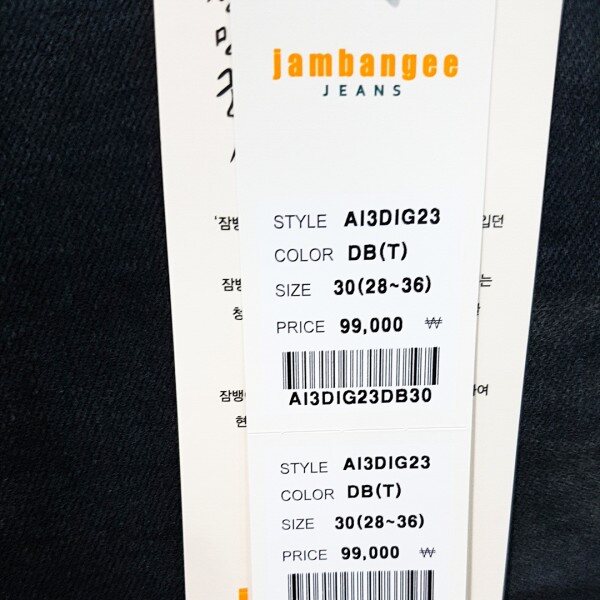 jambangee
JEANS
STYLE AI3DIG23
COLOR DB(T)
SIZE 30(28~36)
PRICE 99,000 ₩
AI3DIG23DB30
STYLE AI3DIG23
COLOR DB(T)
SIZE 30(28~36)
PRICE 99,000 ₩